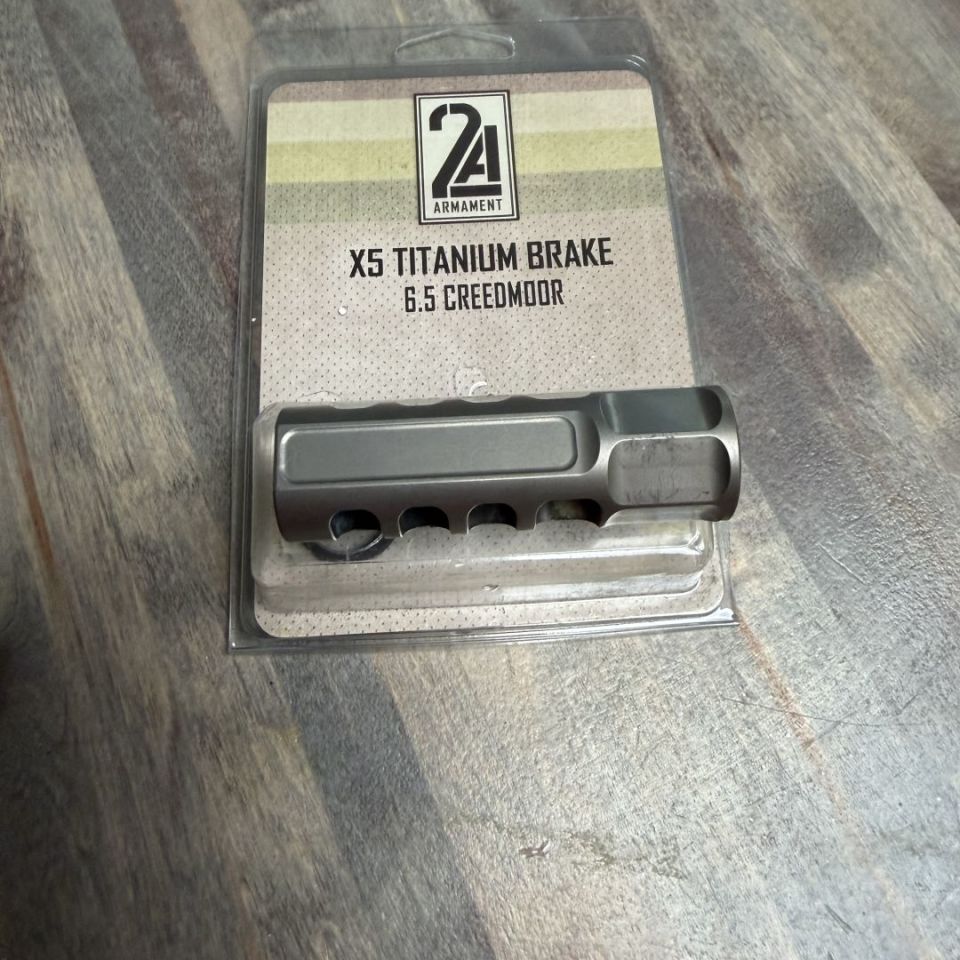 2A
ARMAMENT
X5 TITANIUM BRAKE
6.5 CREEDMOOR